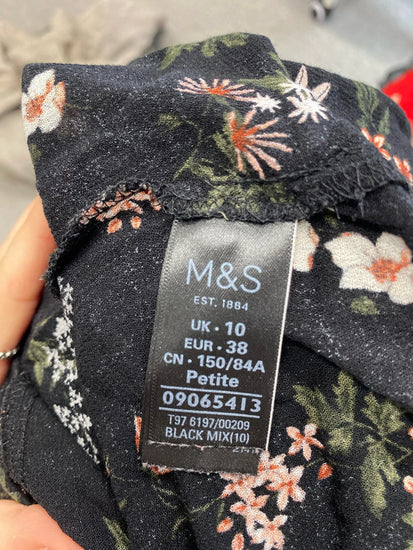 M&S
EST. 1884
UK · 10
EUR · 38
CN · 150/84A
Petite
09065413
T97 6197/00209
BLACK MIX(10)